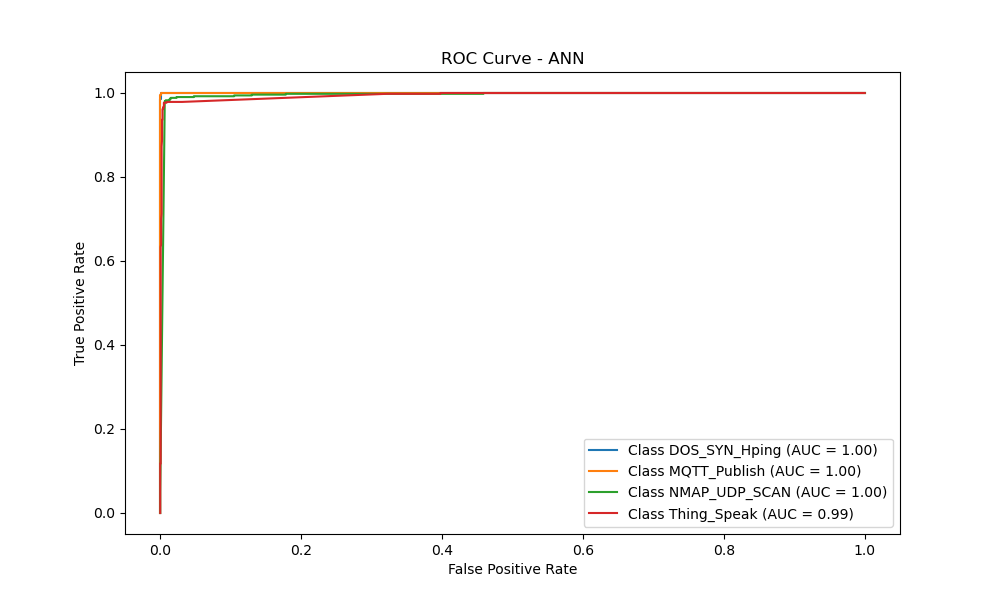 ROC Curve - ANN
True Positive Rate
1.0
0.8
0.6
0.4
0.2
0.0
Class DOS_SYN_Hping (AUC = 1.00)
Class MQTT_Publish (AUC = 1.00)
Class NMAP_UDP_SCAN (AUC = 1.00)
Class Thing_Speak (AUC = 0.99)
0.0 0.2 0.4 0.6 0.8 1.0
False Positive Rate